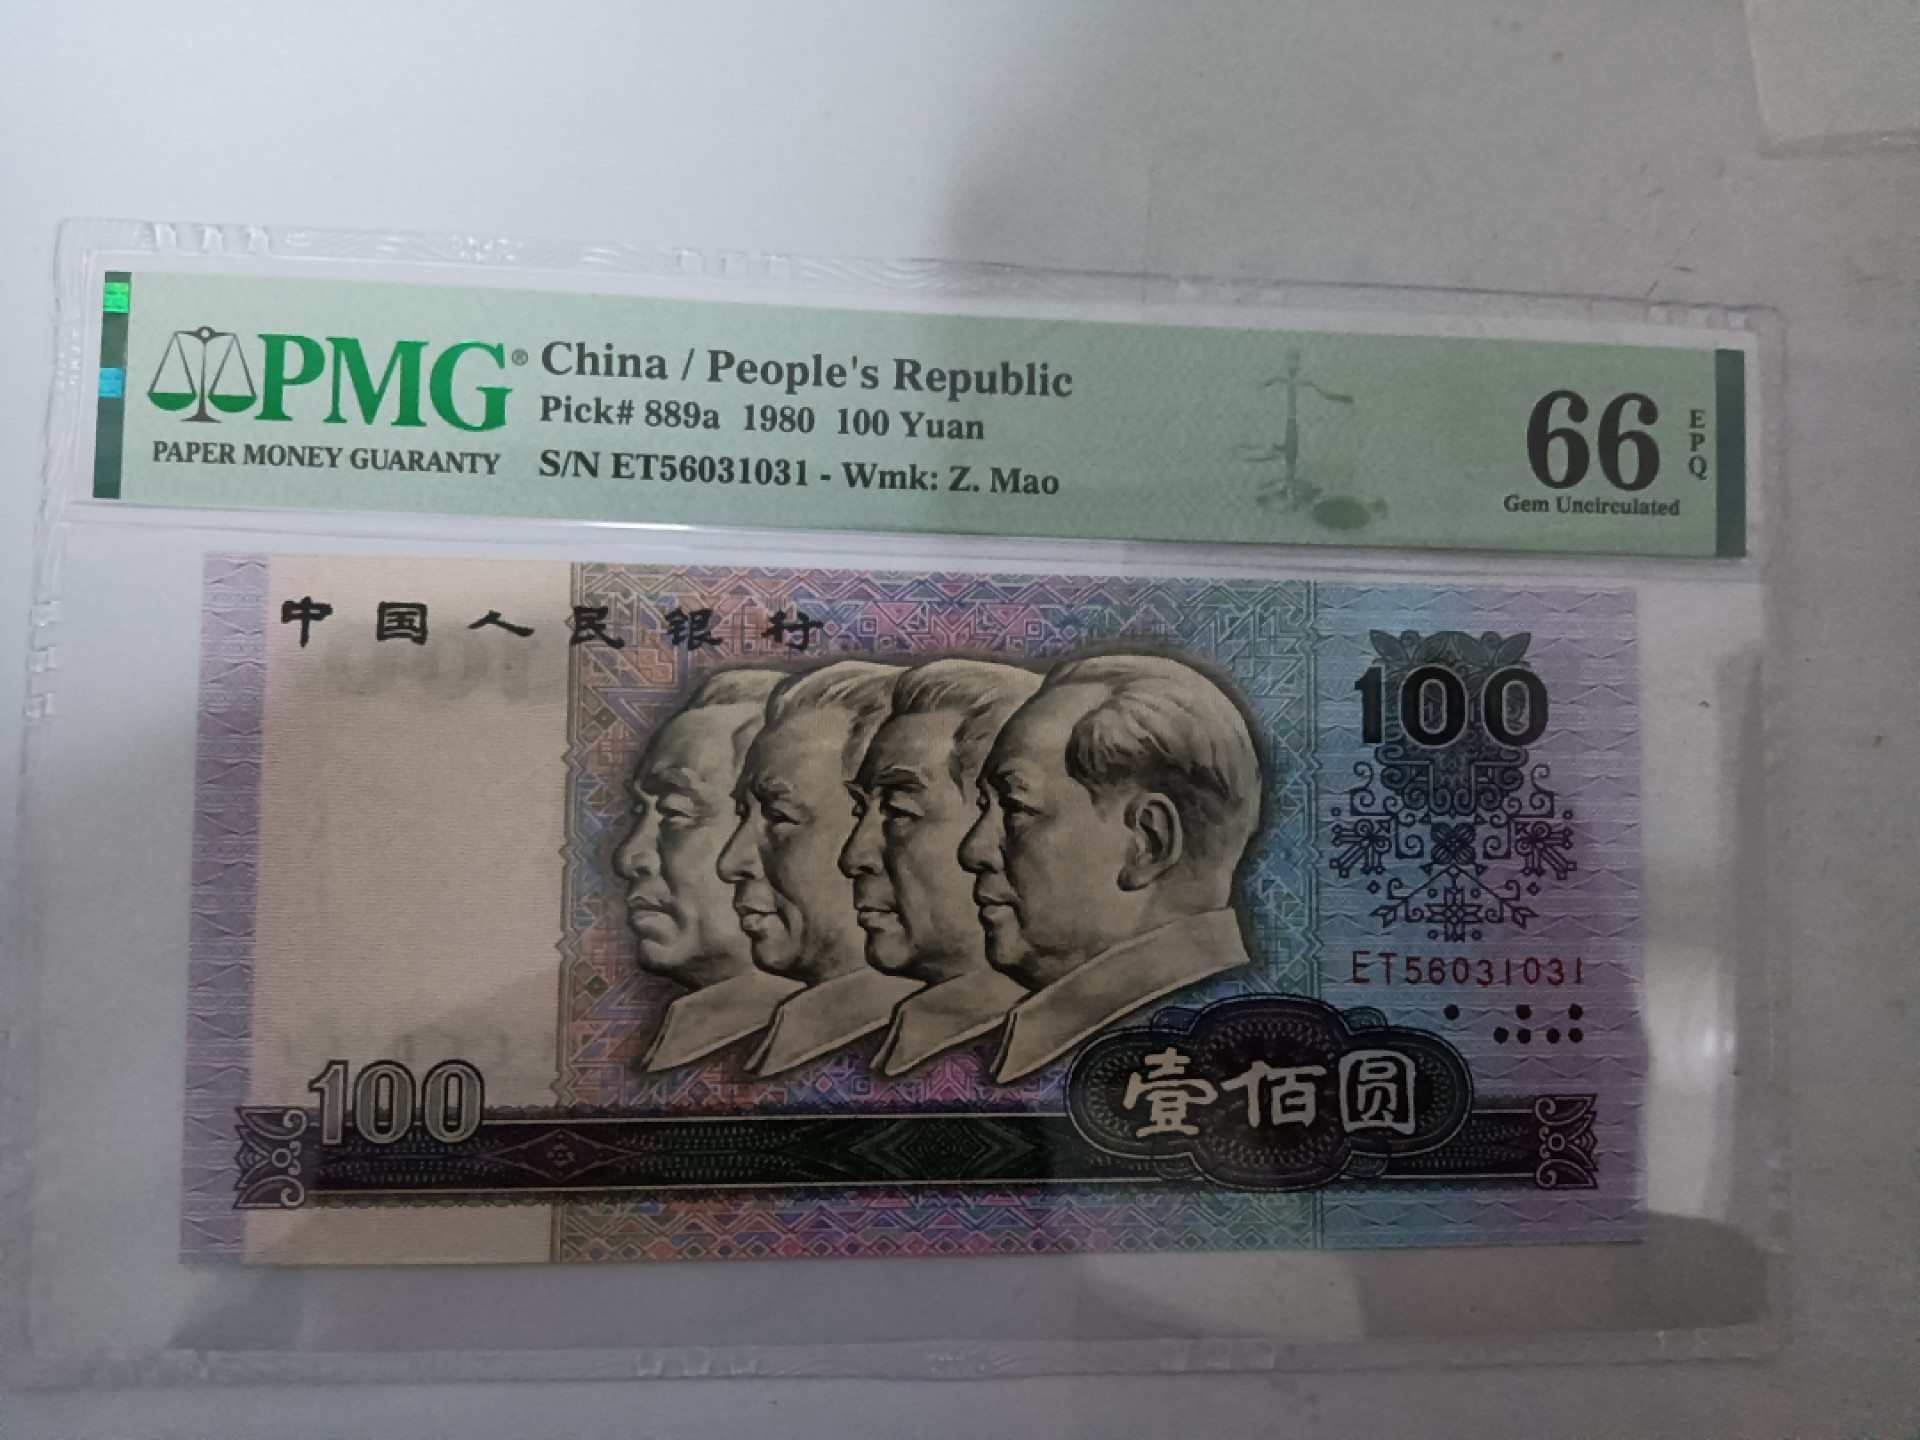 PMG®
PAPER MONEY GUARANTY
China / People's Republic
Pick# 889a 1980 100 Yuan
S/N ET56031031 - Wmk: Z. Mao
66 EPQ
Gem Uncirculated
中国人民银行
100
ET56031031
100
壹佰圆